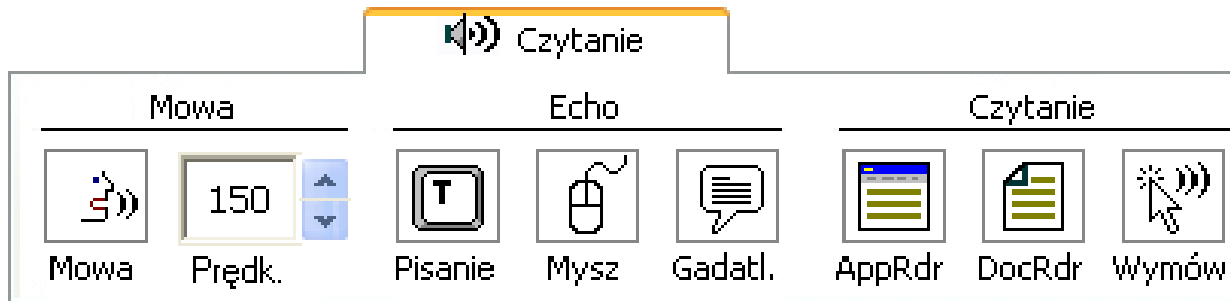 Czytanie
Mowa Echo Czytanie
150 T
Mowa Prędk. Pisanie Mysz Gadatl. AppRdr DocRdr Wymów